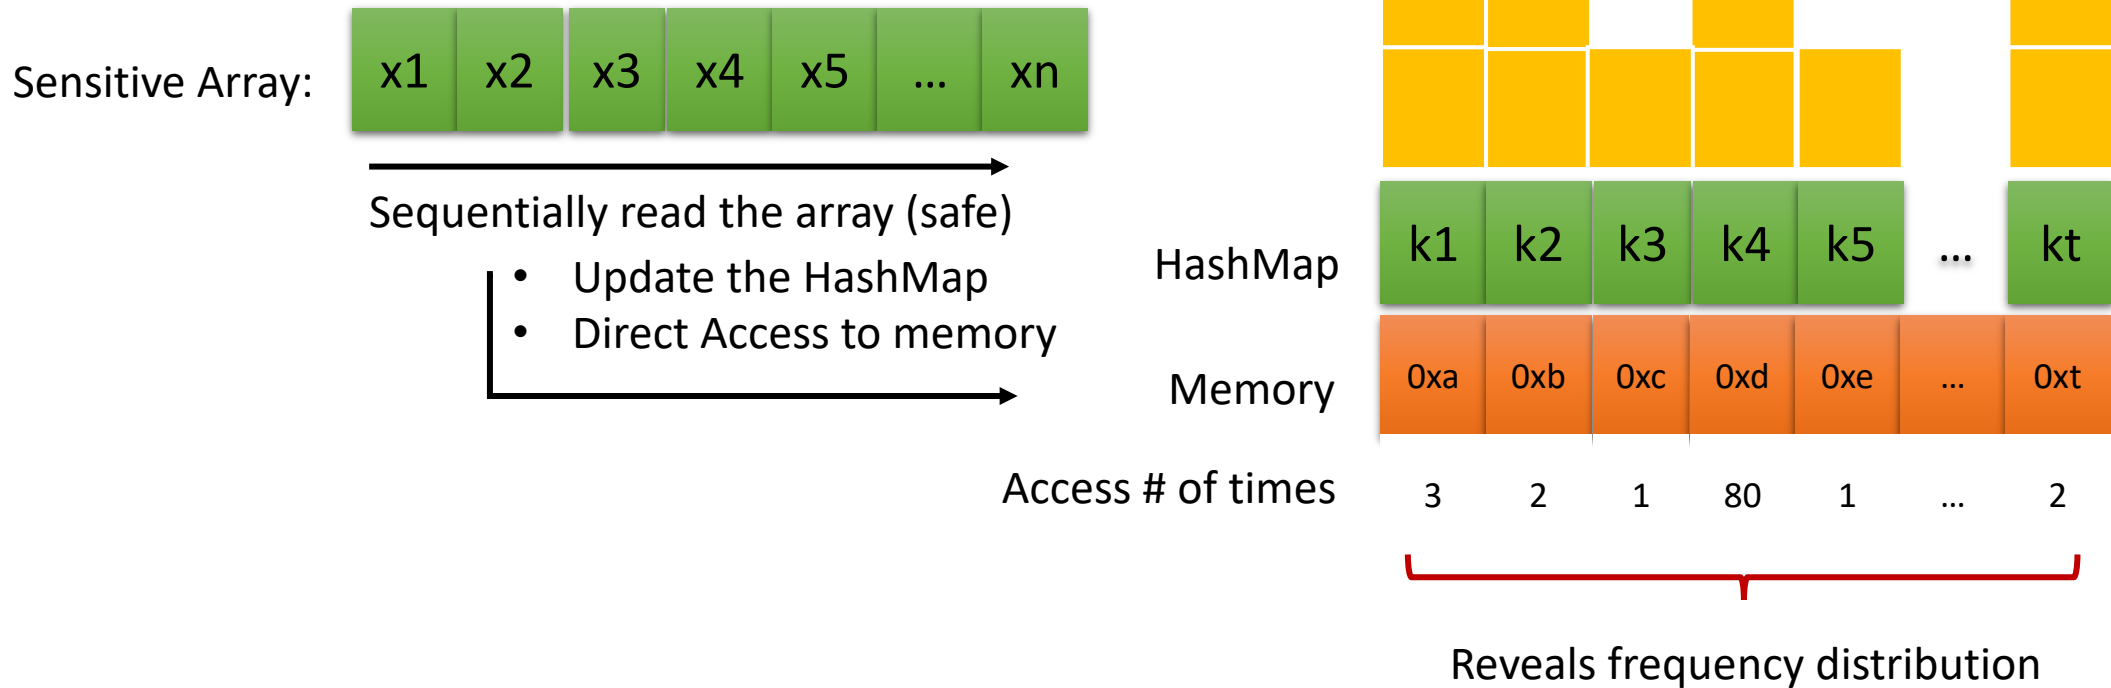 Sensitive Array: x1 x2 x3 x4 x5 ... xn
Sequentially read the array (safe)
• Update the HashMap
• Direct Access to memory
HashMap k1 k2 k3 k4 k5 ... kt
Memory 0xa 0xb 0xc 0xd 0xe ... 0xt
Access # of times 3 2 1 80 1 ... 2
Reveals frequency distribution